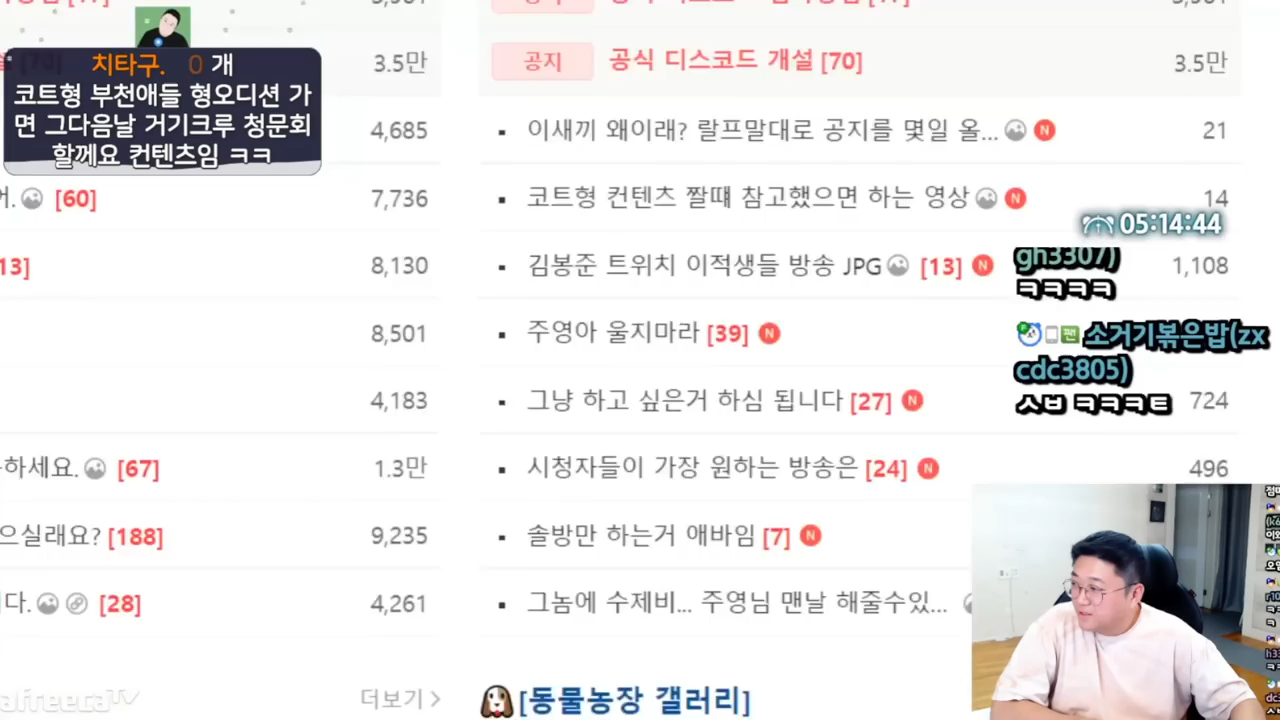 3.5만
공지 공식 디스코드 개설 [70] 3.5만
치타구. 0 개
코트형 부천애들 형오디션 가
면 그다음날 거기크루 청문회
할께요 컨텐츠임 ㅋㅋ
4,685
이새끼 왜이래? 랄프말대로 공지를 몇일 올... N 21
[60] 7,736
코트형 컨텐츠 짤때 참고했으면 하는 영상 N 14
05:14:44
13] 8,130
김봉준 트위치 이적생들 방송 JPG [13] N 1,108
gh3307)
ㅋㅋㅋㅋ
8,501
주영아 울지마라 [39] N
팬 소거기볶은밥(zx
cdc3805)
ㅅㅂ ㅋㅋㅋㅌ
4,183
그냥 하고 싶은거 하심 됩니다 [27] N 724
하세요. [67] 1.3만
시청자들이 가장 원하는 방송은 [24] N 496
으실래요? [188] 9,235
솔방만 하는거 애바임 [7] N
다. [28] 4,261
그놈에 수제비... 주영님 맨날 해줄수있...
afreecaTV
더보기 >
[동물농장 갤러리]